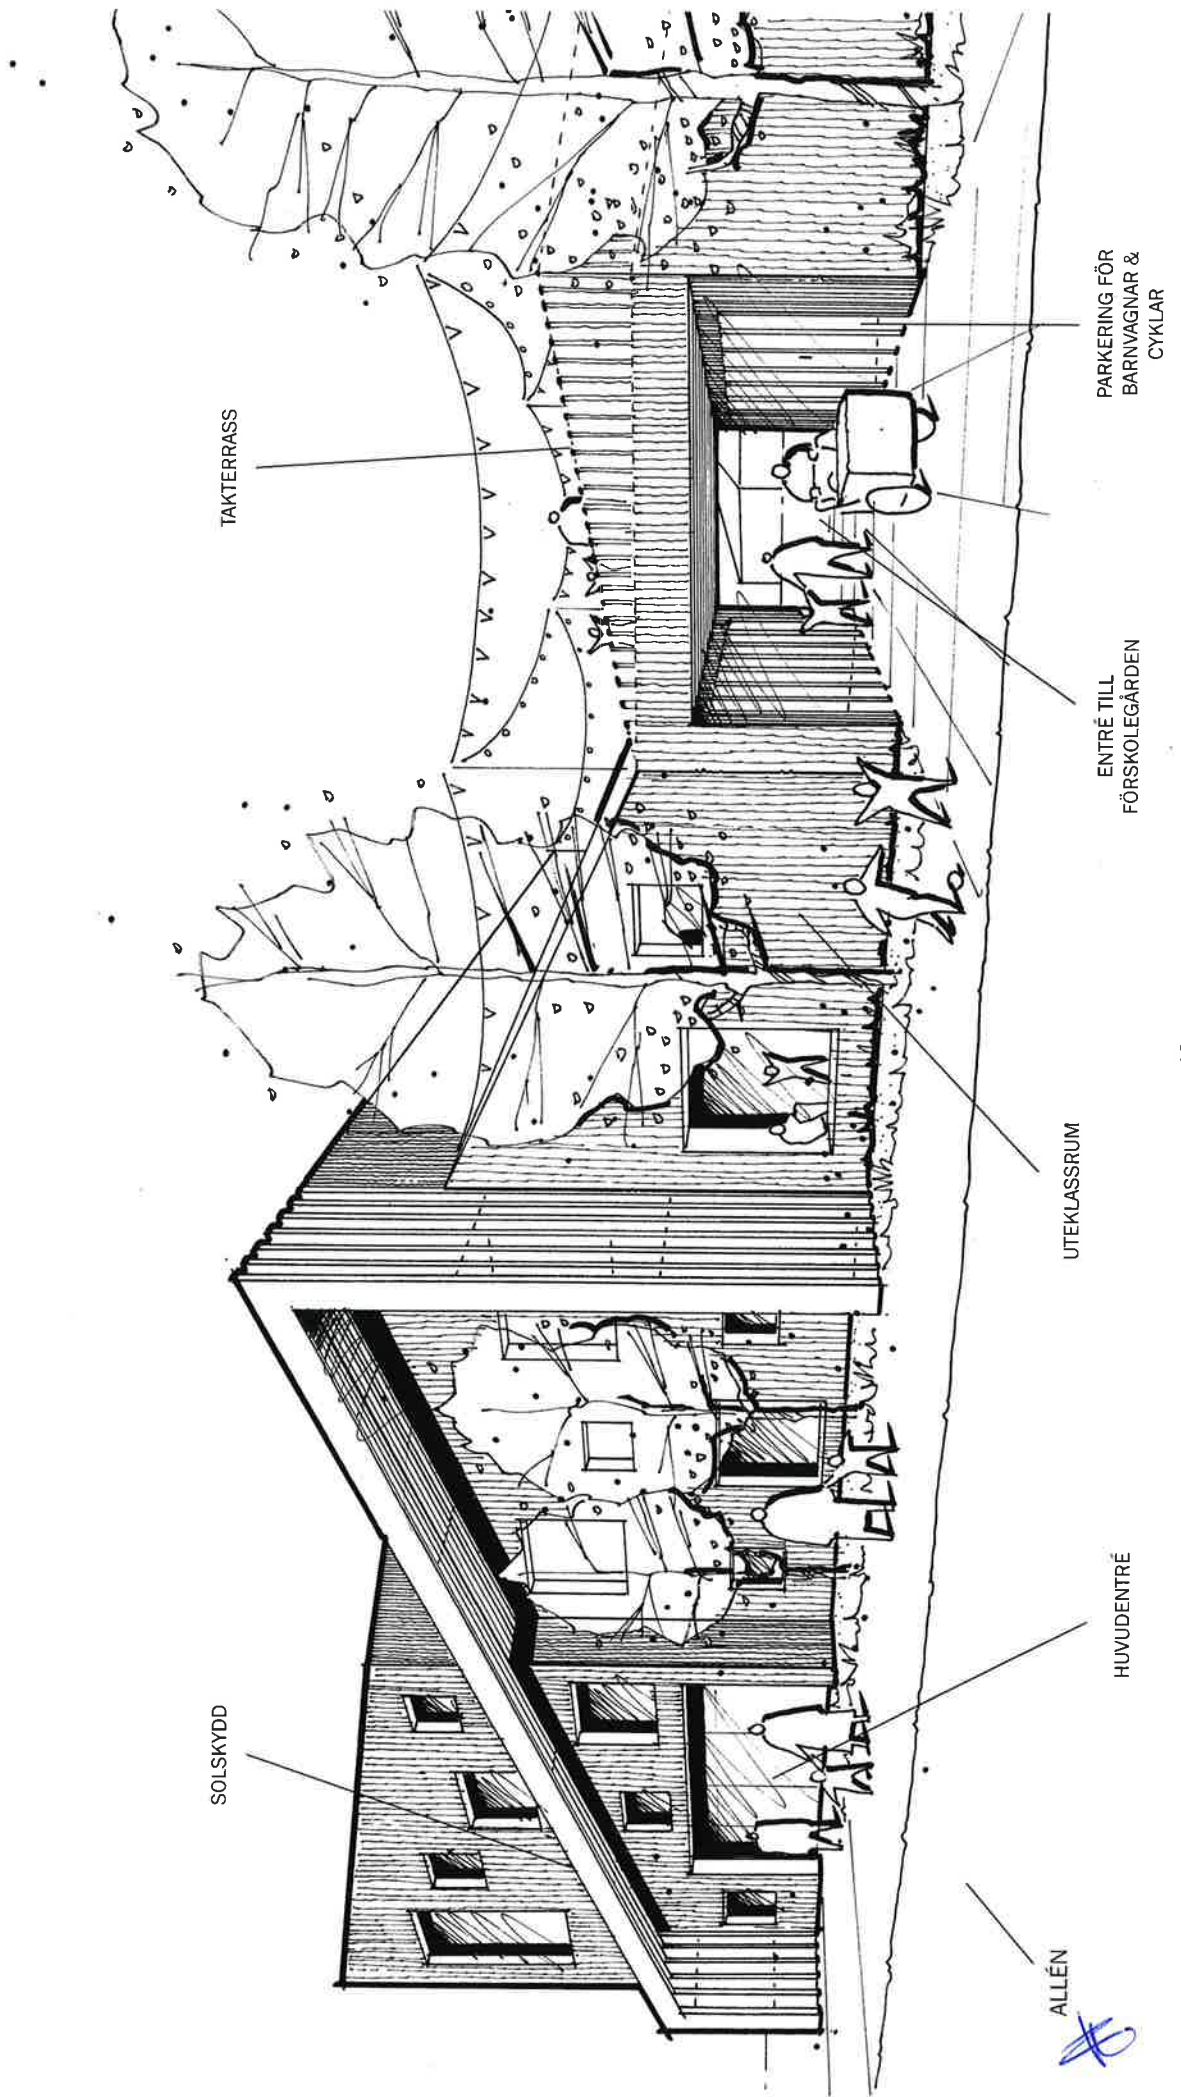 SOLSKYDD
TAKTERRASS
ALLÉN
HUVUDENTRÉ
UTEKLASSRUM
ENTRÉ TILL
FÖRSKOLEGÅRDEN
PARKERING FÖR
BARNVAGNAR &
CYKLAR